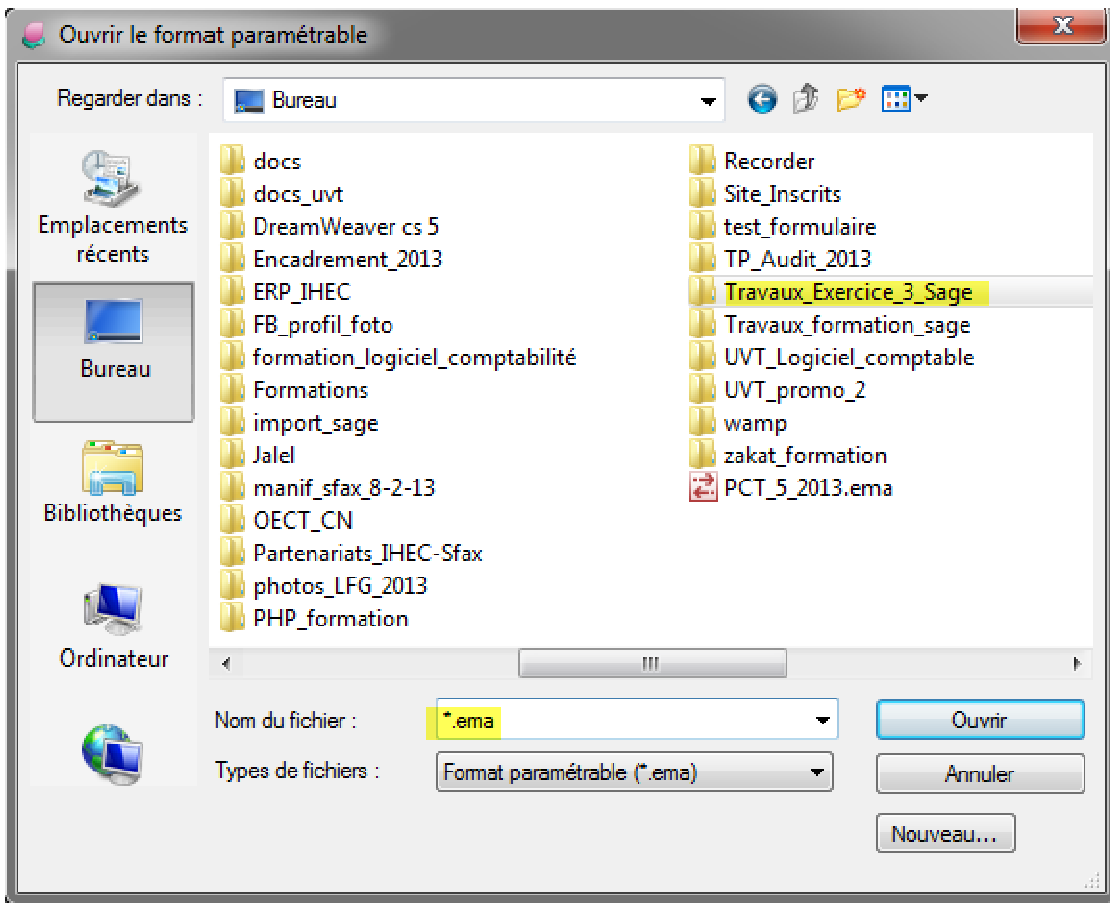 Ouvrir le format paramétrable
Regarder dans :
Bureau
Emplacements
récents
Bureau
Bibliothèques
Ordinateur
docs
docs_uvt
DreamWeaver cs 5
Encadrement_2013
ERP_IHEC
FB_profil_foto
formation_logiciel_comptabilité
Formations
import_sage
Jalel
manif_sfax_8-2-13
OECT_CN
Partenariats_IHEC-Sfax
photos_LFG_2013
PHP_formation
Recorder
Site_Inscrits
test_formulaire
TP_Audit_2013
Travaux_Exercice_3_Sage
Travaux_formation_sage
UVT_Logiciel_comptable
UVT_promo_2
wamp
zakat_formation
PCT_5_2013.ema
Nom du fichier :
*.ema
Ouvrir
Types de fichiers :
Format paramétrable (*.ema)
Annuler
Nouveau...